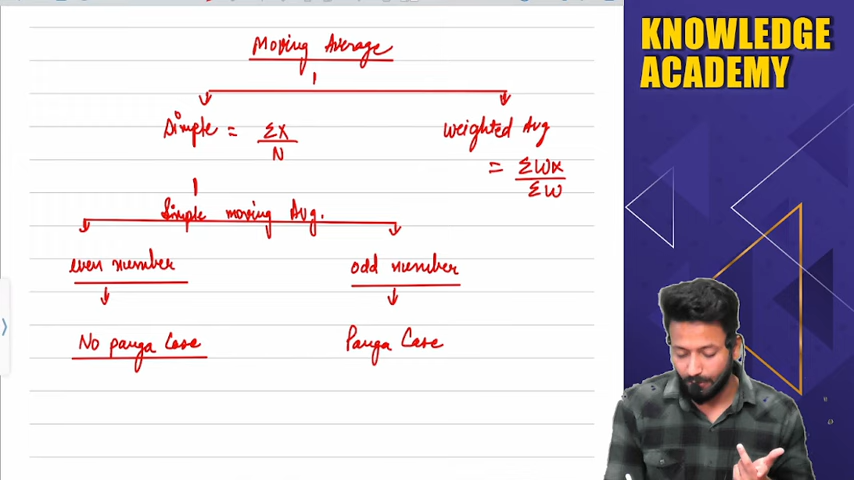 Moving Average
Simple = ΣX / N
Weighted Avg
= ΣWX / ΣW
Simple moving Avg.
even number
odd number
No panga Case
Panga Case
KNOWLEDGE
ACADEMY